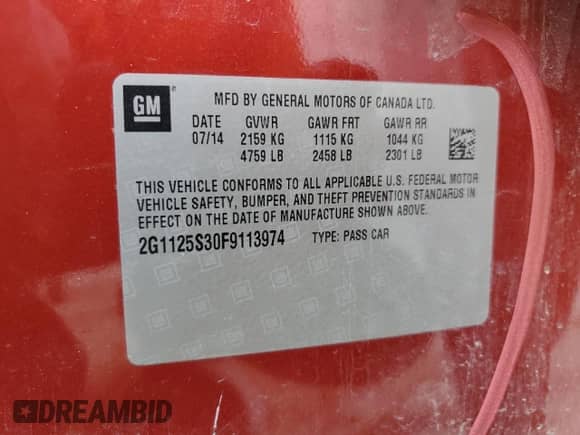 GM
MFD BY GENERAL MOTORS OF CANADA LTD.
DATE GVWR GAWR FRT GAWR RR
07/14 2159 KG 1115 KG 1044 KG
4759 LB 2458 LB 2301 LB
THIS VEHICLE CONFORMS TO ALL APPLICABLE U.S. FEDERAL MOTOR
VEHICLE SAFETY, BUMPER, AND THEFT PREVENTION STANDARDS IN
EFFECT ON THE DATE OF MANUFACTURE SHOWN ABOVE.
2G1125S30F9113974 TYPE: PASS CAR
DREAMBID